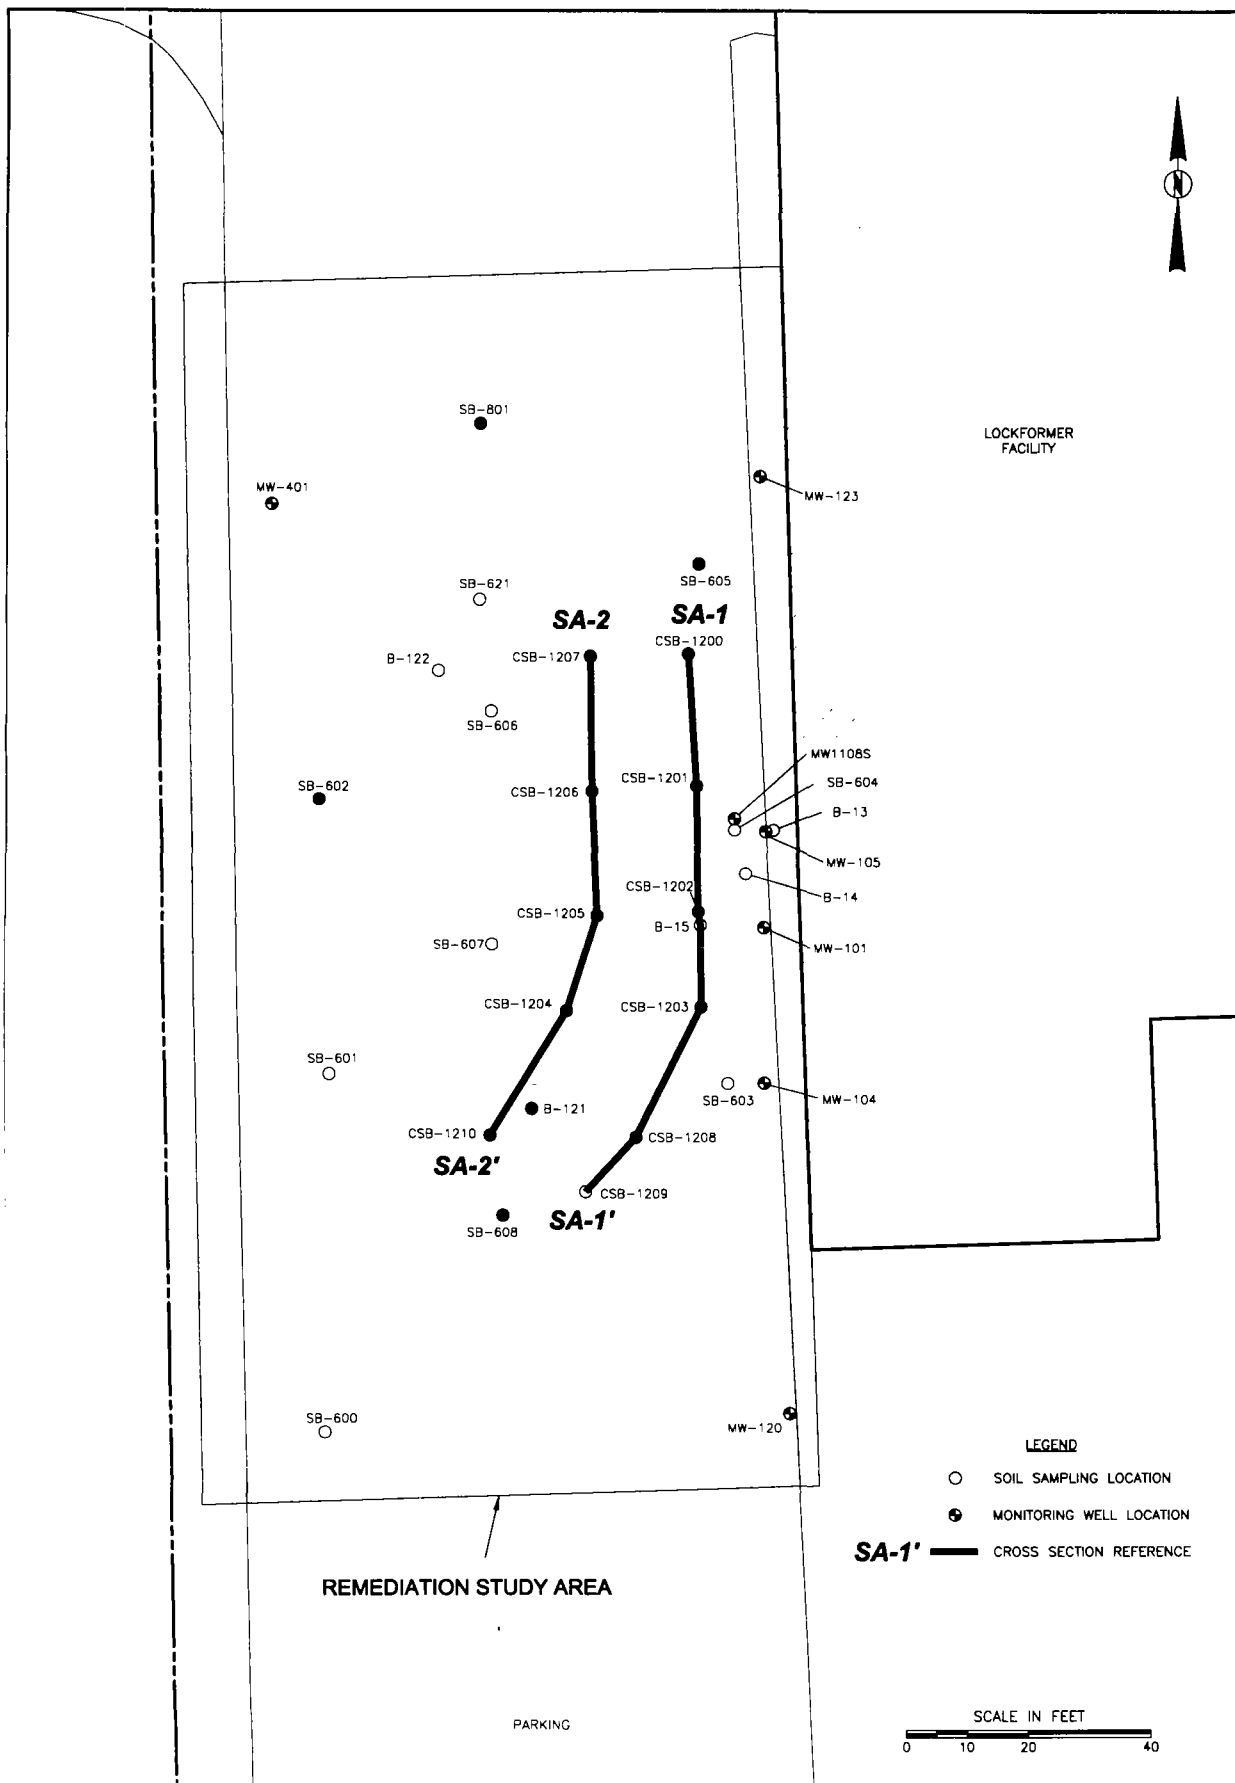 N
SB-801
LOCKFORMER
FACILITY
MW-401
MW-123
SB-605
SB-621
SA-2
SA-1
CSB-1200
B-122
CSB-1207
SB-606
MW1108S
CSB-1201
SB-604
SB-602
CSB-1206
B-13
MW-105
CSB-1202
B-14
CSB-1205
B-15
SB-607
MW-101
CSB-1204
CSB-1203
SB-601
SB-603
MW-104
B-121
CSB-1210
CSB-1208
SA-2'
CSB-1209
SA-1'
SB-608
SB-600
MW-120
LEGEND
SOIL SAMPLING LOCATION
MONITORING WELL LOCATION
SA-1' CROSS SECTION REFERENCE
REMEDIATION STUDY AREA
PARKING
SCALE IN FEET
0 10 20 40